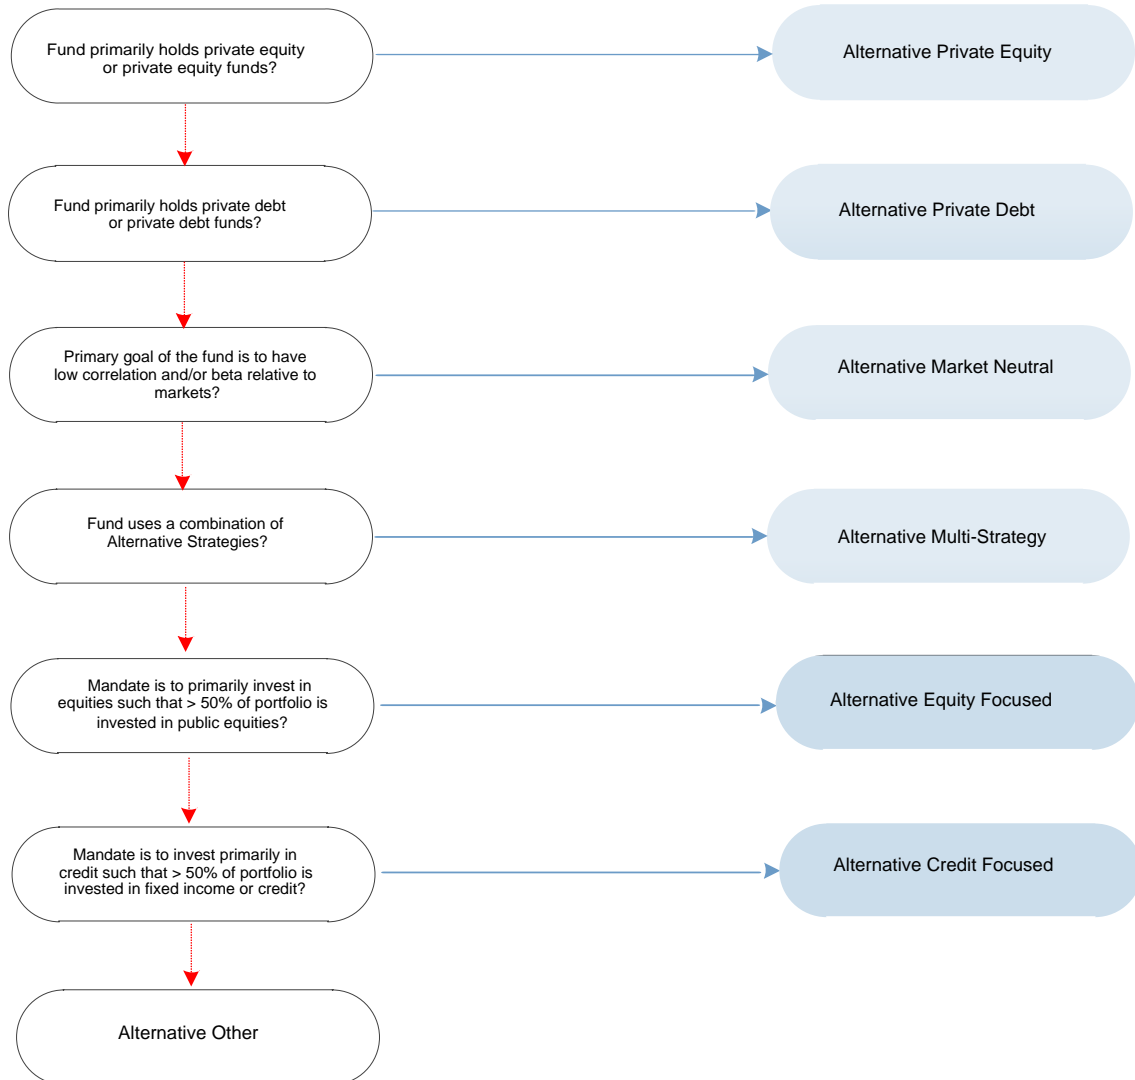 Fund primarily holds private equity
or private equity funds?
Alternative Private Equity
Fund primarily holds private debt
or private debt funds?
Alternative Private Debt
Primary goal of the fund is to have
low correlation and/or beta relative to
markets?
Alternative Market Neutral
Fund uses a combination of
Alternative Strategies?
Alternative Multi-Strategy
Mandate is to primarily invest in
equities such that > 50% of portfolio is
invested in public equities?
Alternative Equity Focused
Mandate is to invest primarily in
credit such that > 50% of portfolio is
invested in fixed income or credit?
Alternative Credit Focused
Alternative Other